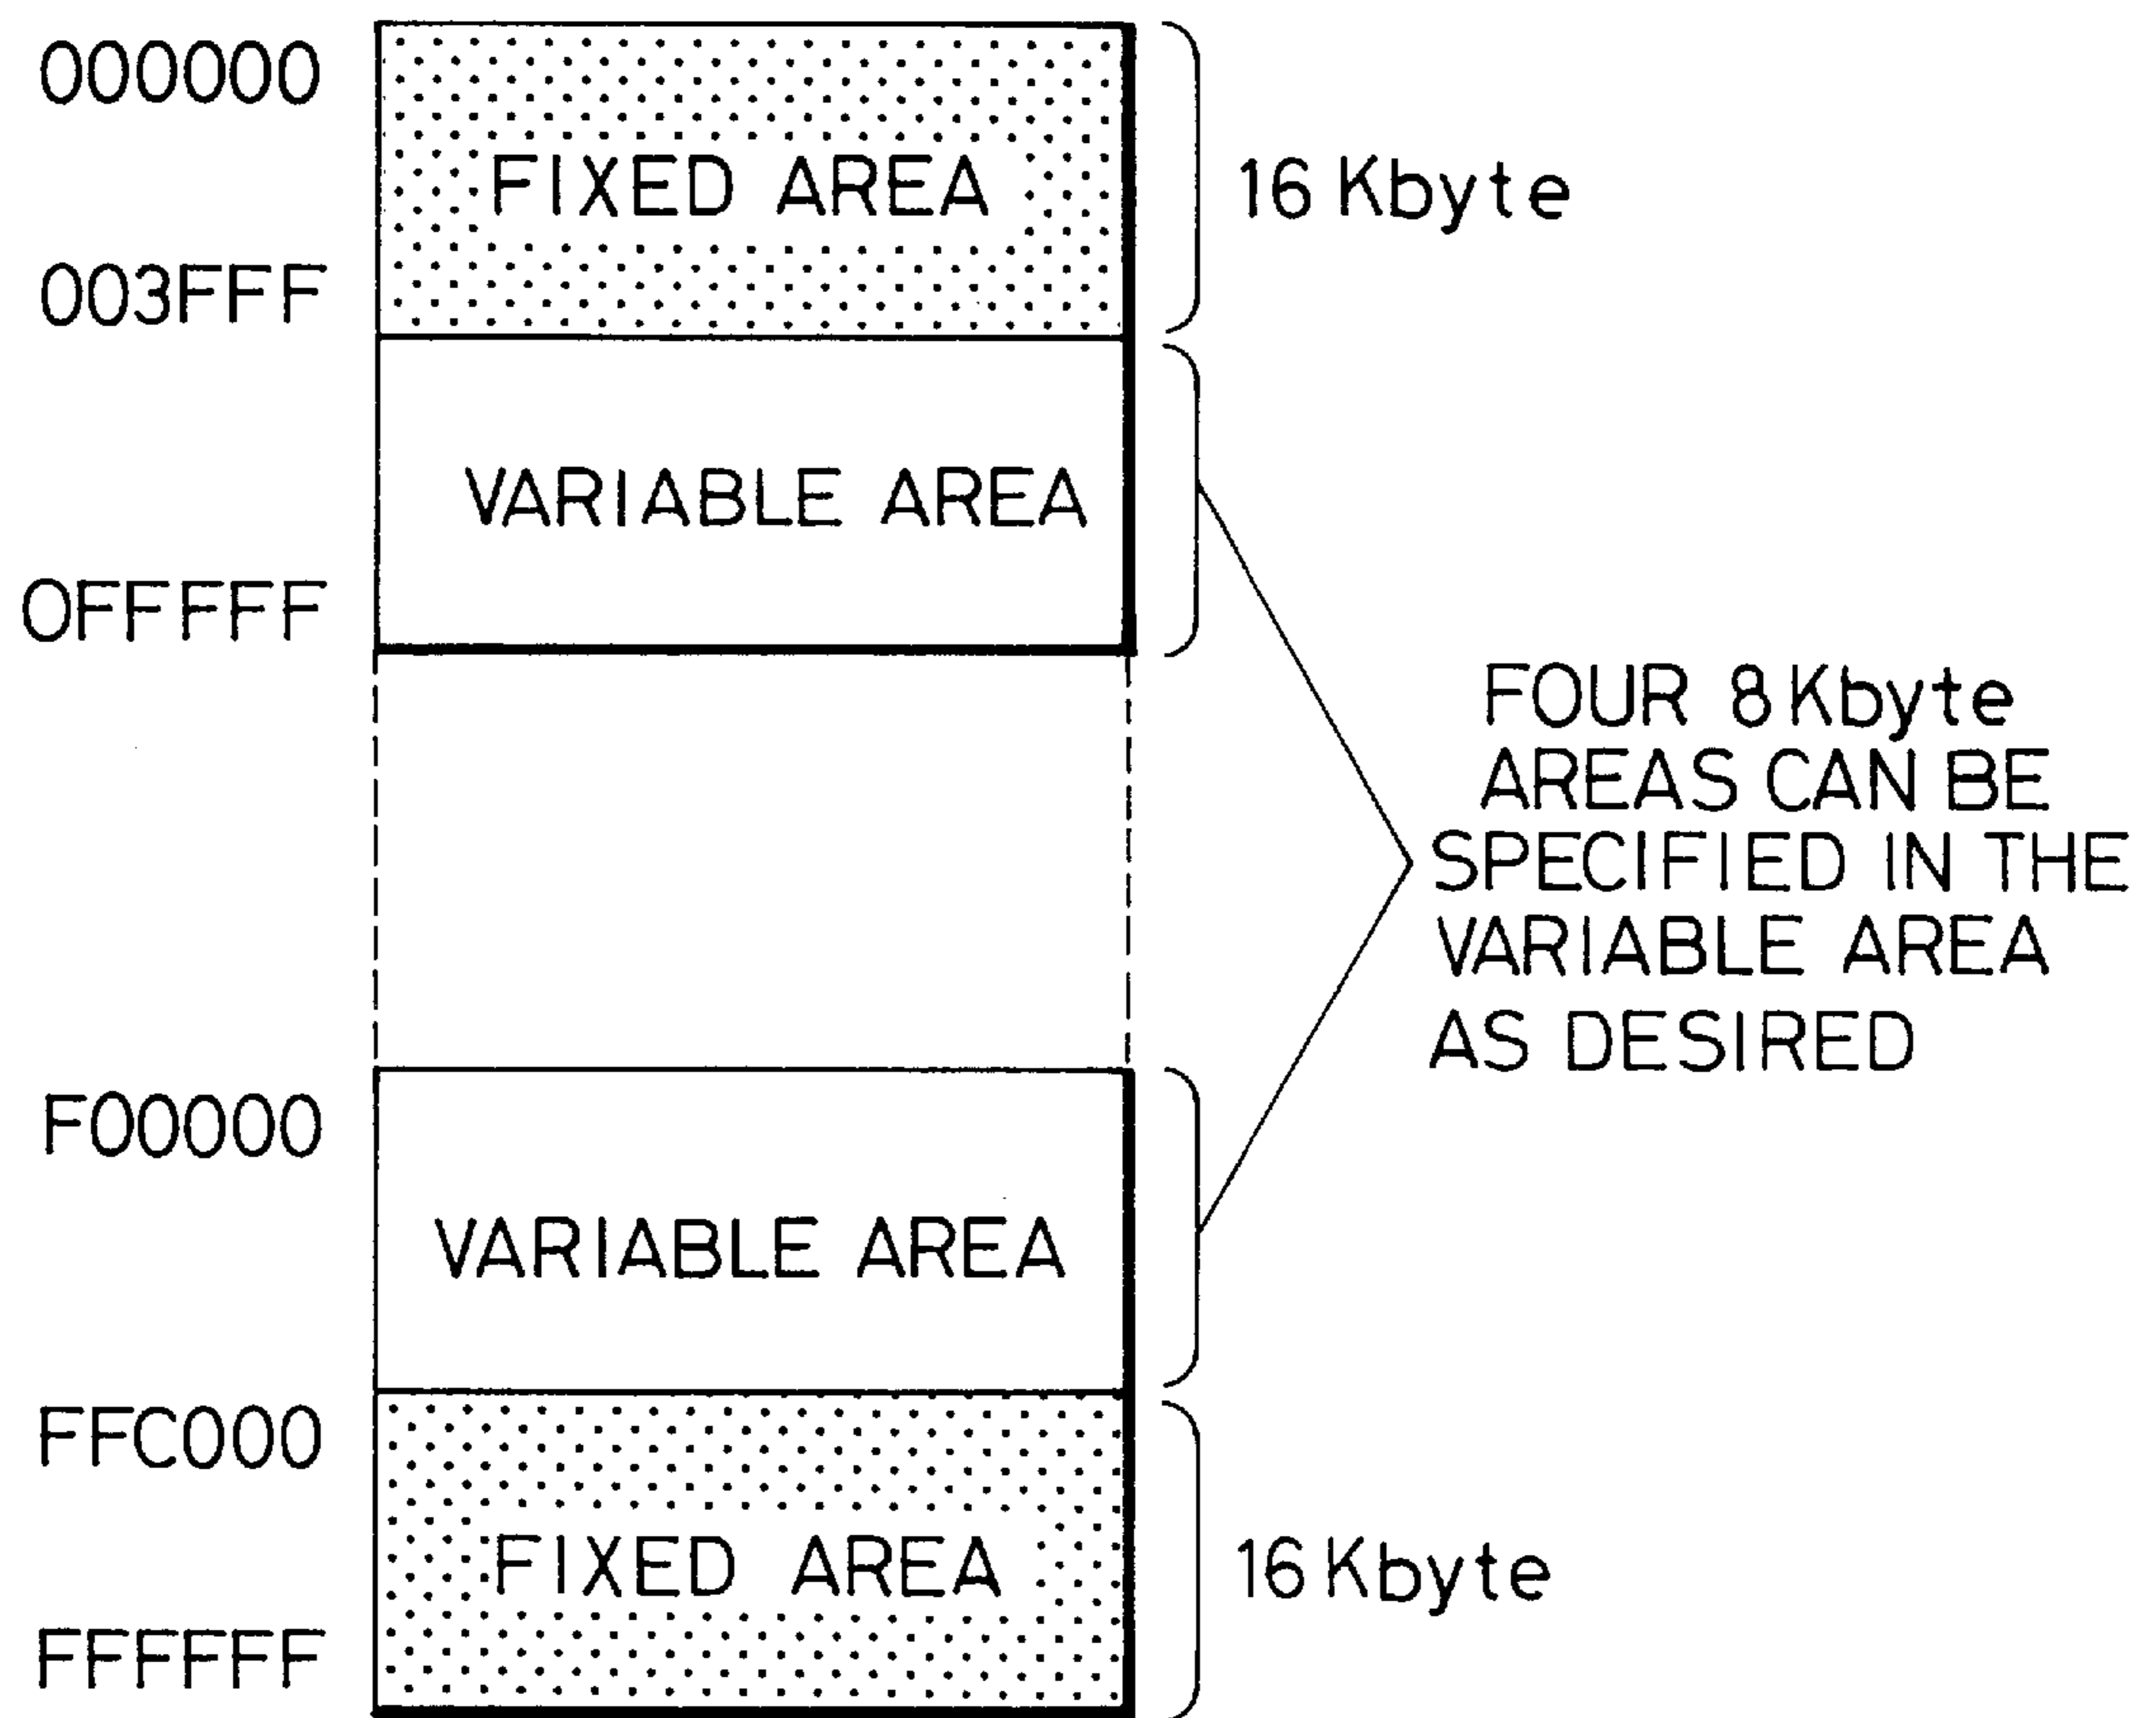 000000
FIXED AREA
16 Kbyte
003FFF
VARIABLE AREA
0FFFFF
FOUR 8 Kbyte
AREAS CAN BE
SPECIFIED IN THE
VARIABLE AREA
AS DESIRED
F00000
VARIABLE AREA
FFC000
FIXED AREA
16 Kbyte
FFFFFF